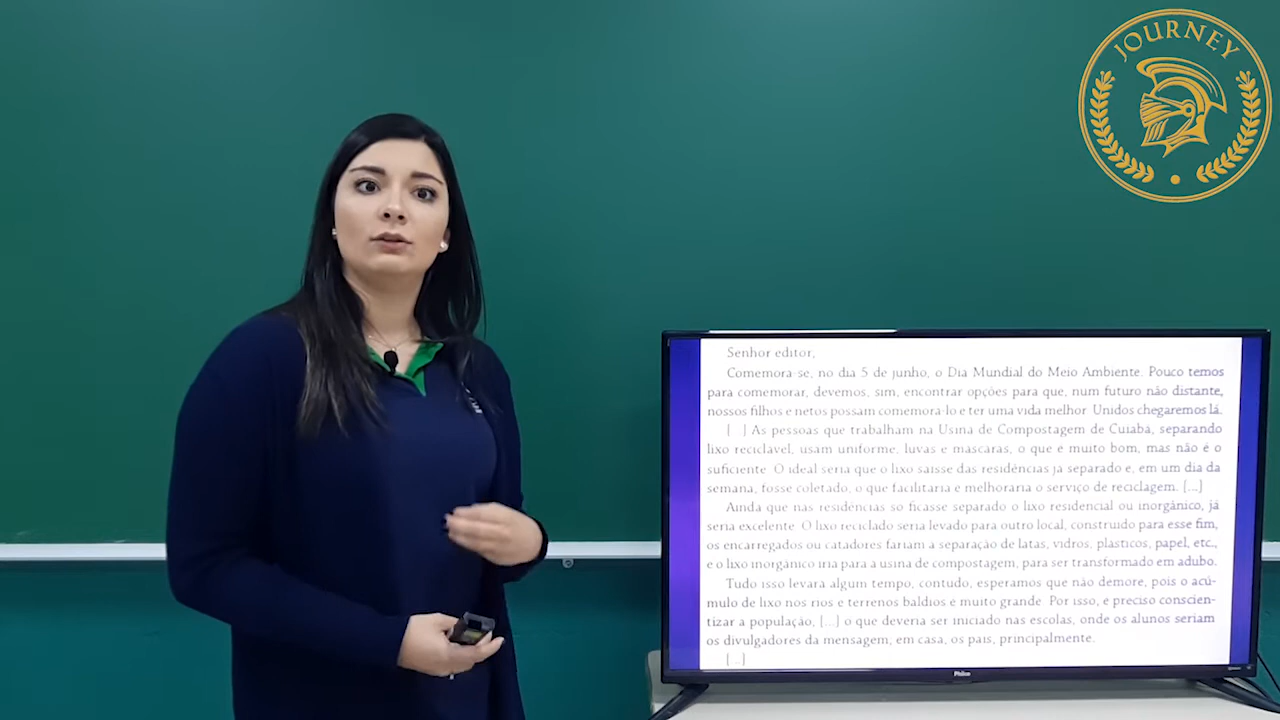 JOURNEY
Senhor editor,
Comemora-se, no dia 5 de junho, o Dia Mundial do Meio Ambiente. Pouco temos
para comemorar, devemos, sim, encontrar opções para que, num futuro não distante,
nossos filhos e netos possam comemorá-lo e ter uma vida melhor. Unidos chegaremos lá.
[...] As pessoas que trabalham na Usina de Compostagem de Cuiabá, separando
lixo reciclável, usam uniforme, luvas e máscaras, o que é muito bom, mas não é o
suficiente. O ideal seria que o lixo saísse das residências já separado e, em um dia da
semana, fosse coletado, o que facilitaria e melhoraria o serviço de reciclagem. [...]
Ainda que nas residências só ficasse separado o lixo residencial ou inorgânico, já
seria excelente. O lixo reciclado seria levado para outro local, construído para esse fim,
os encarregados ou catadores fariam a separação de latas, vidros, plásticos, papel, etc.,
e o lixo inorgânico iria para a usina de compostagem, para ser transformado em adubo.
Tudo isso levará algum tempo, contudo, esperamos que não demore, pois o acú-
mulo de lixo nos rios e terrenos baldios é muito grande. Por isso, é preciso conscien-
tizar a população, [...] o que deveria ser iniciado nas escolas, onde os alunos seriam
os divulgadores da mensagem; em casa, os pais, principalmente.
[...]
Philco